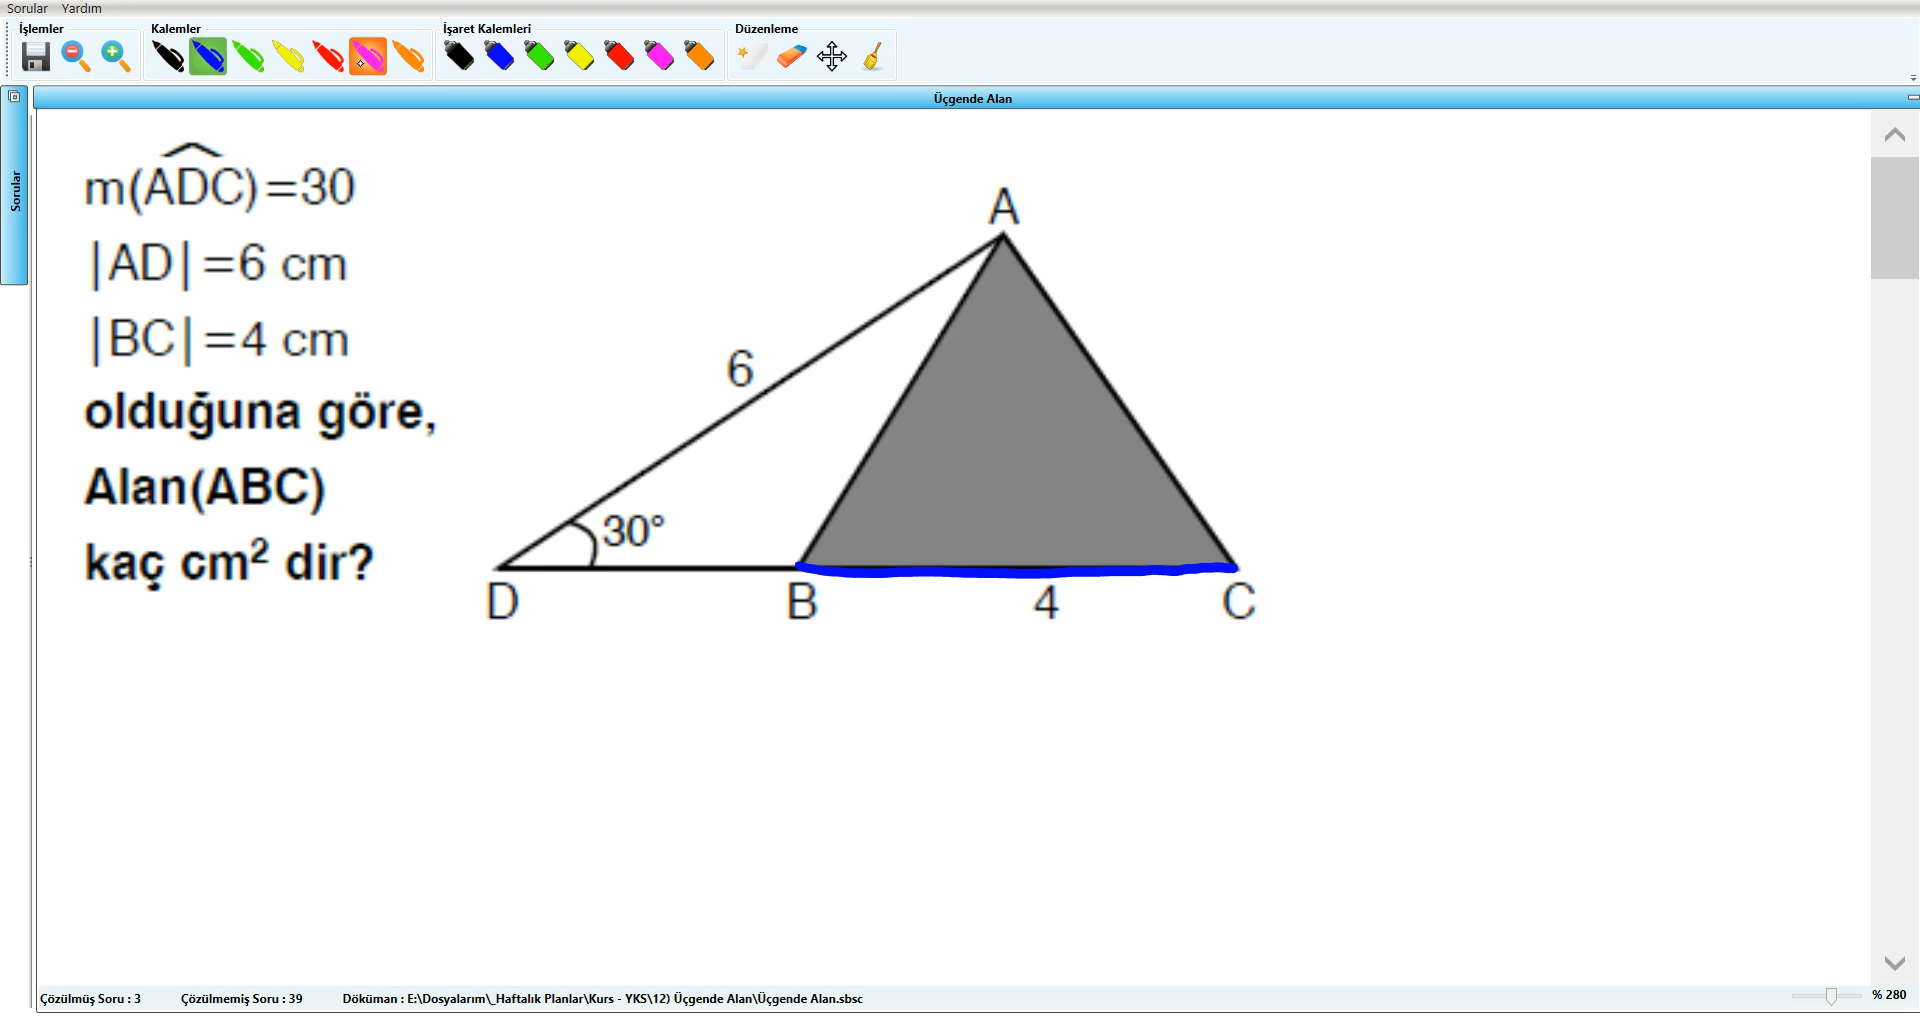 Sorular Yardım
İşlemler Kalemler İşaret Kalemleri Düzenleme
Üçgende Alan
Sorular
m(ADC)=30
|AD|=6 cm
|BC|=4 cm
olduğuna göre,
Alan(ABC)
kaç cm² dir?
A
6
30°
D B 4 C
Çözülmüş Soru : 3 Çözülmemiş Soru : 39 Döküman : E:\Dosyalarım\_Haftalık Planlar\Kurs - YKS\12) Üçgende Alan\Üçgende Alan.sbsc % 280